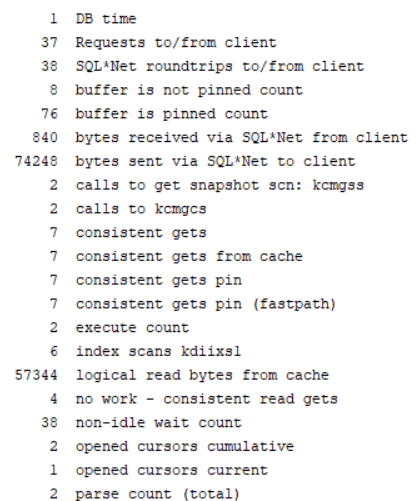 1 DB time
37 Requests to/from client
38 SQL*Net roundtrips to/from client
8 buffer is not pinned count
76 buffer is pinned count
840 bytes received via SQL*Net from client
74248 bytes sent via SQL*Net to client
2 calls to get snapshot scn: kcmgss
2 calls to kcmgcs
7 consistent gets
7 consistent gets from cache
7 consistent gets pin
7 consistent gets pin (fastpath)
2 execute count
6 index scans kdiixs1
57344 logical read bytes from cache
4 no work - consistent read gets
38 non-idle wait count
2 opened cursors cumulative
1 opened cursors current
2 parse count (total)